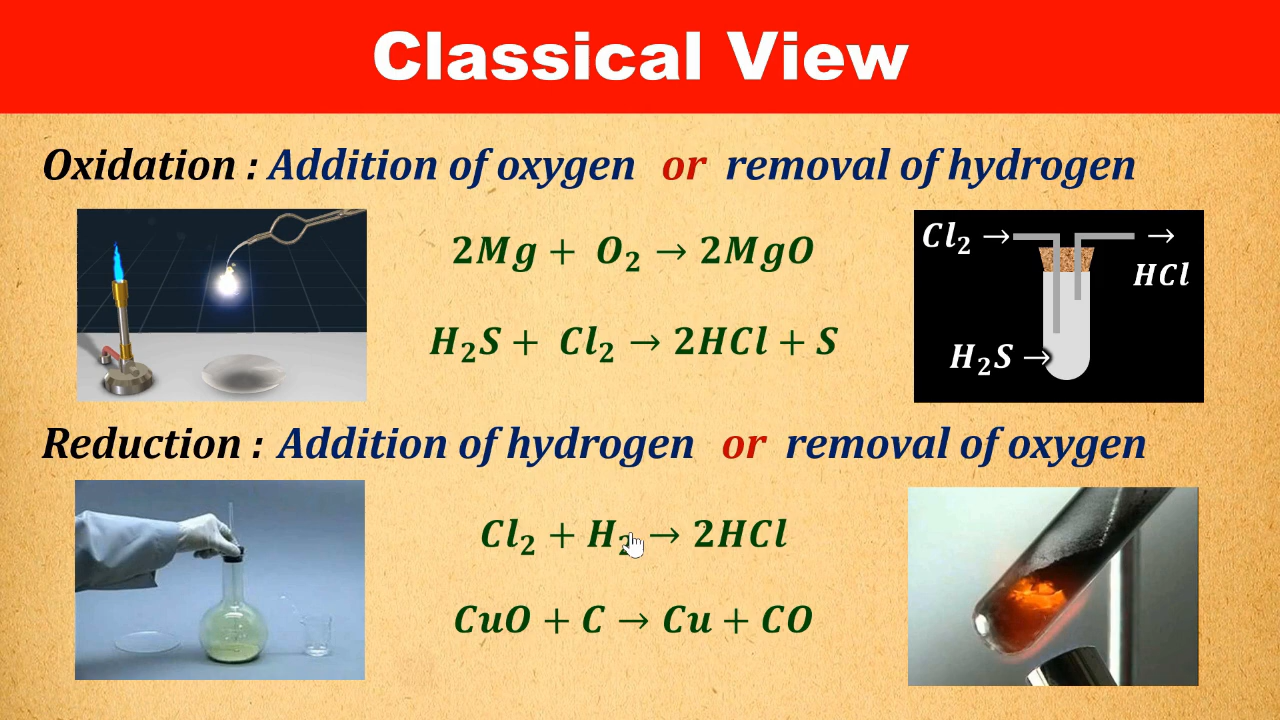 Classical View
Oxidation : Addition of oxygen or removal of hydrogen
2Mg + O₂ → 2MgO
Cl₂ →
→
HCl
H₂S + Cl₂ → 2HCl + S
H₂S →
Reduction : Addition of hydrogen or removal of oxygen
Cl₂ + H₂ → 2HCl
CuO + C → Cu + CO